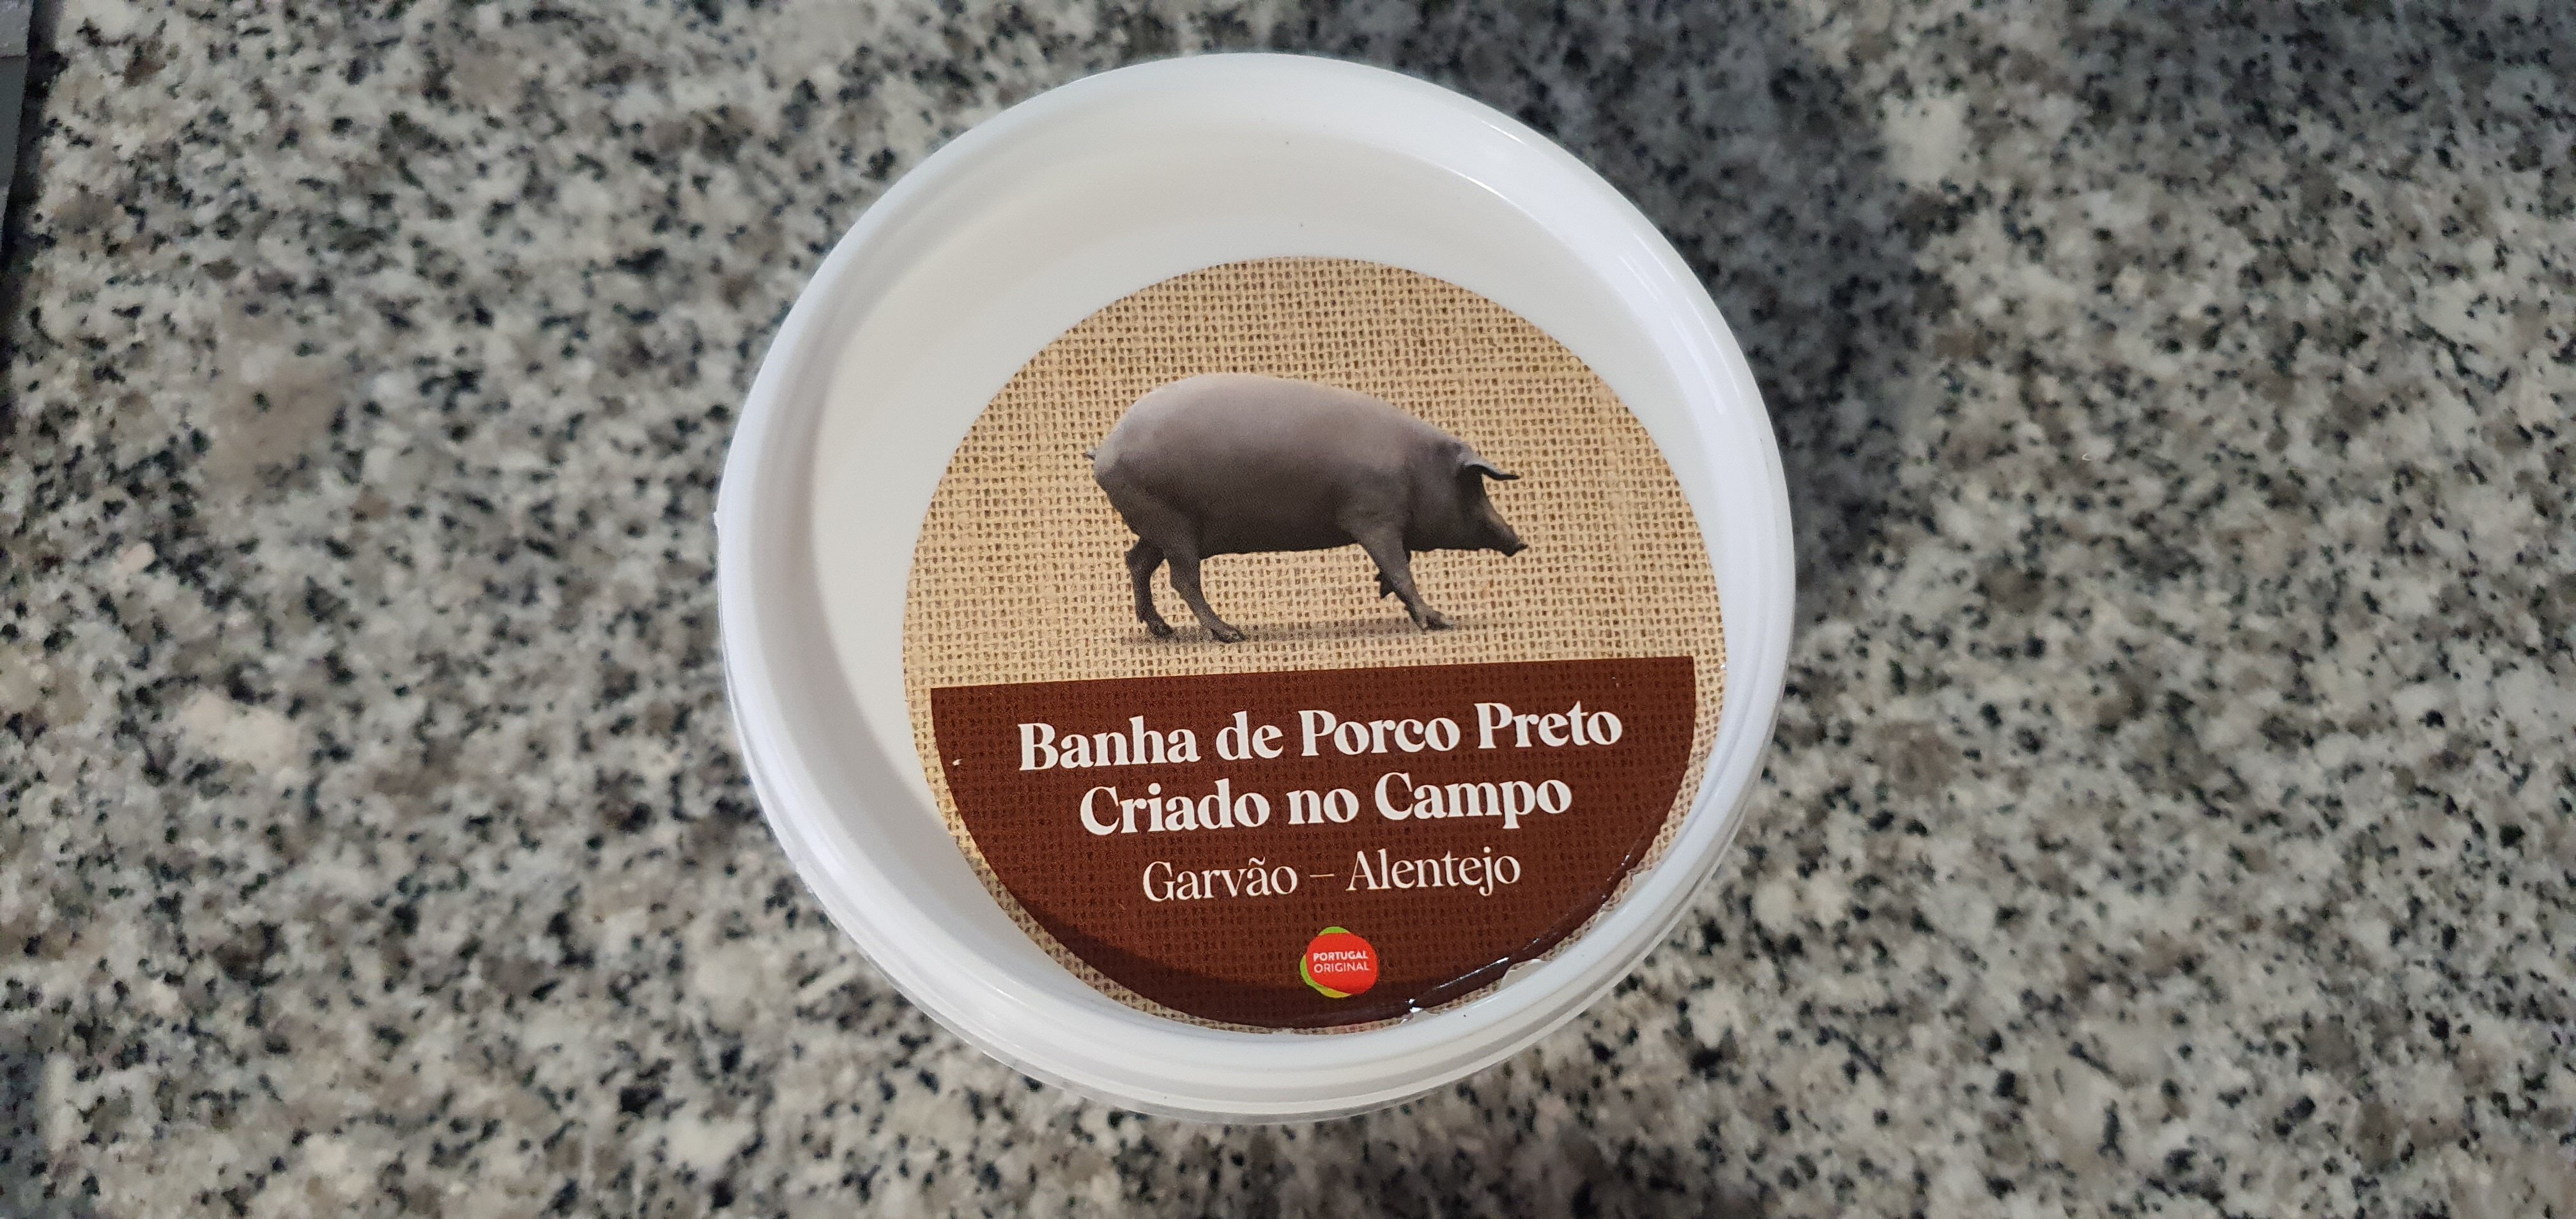 Banha de Porco Preto
Criado no Campo
Garvão – Alentejo
PORTUGAL
ORIGINAL